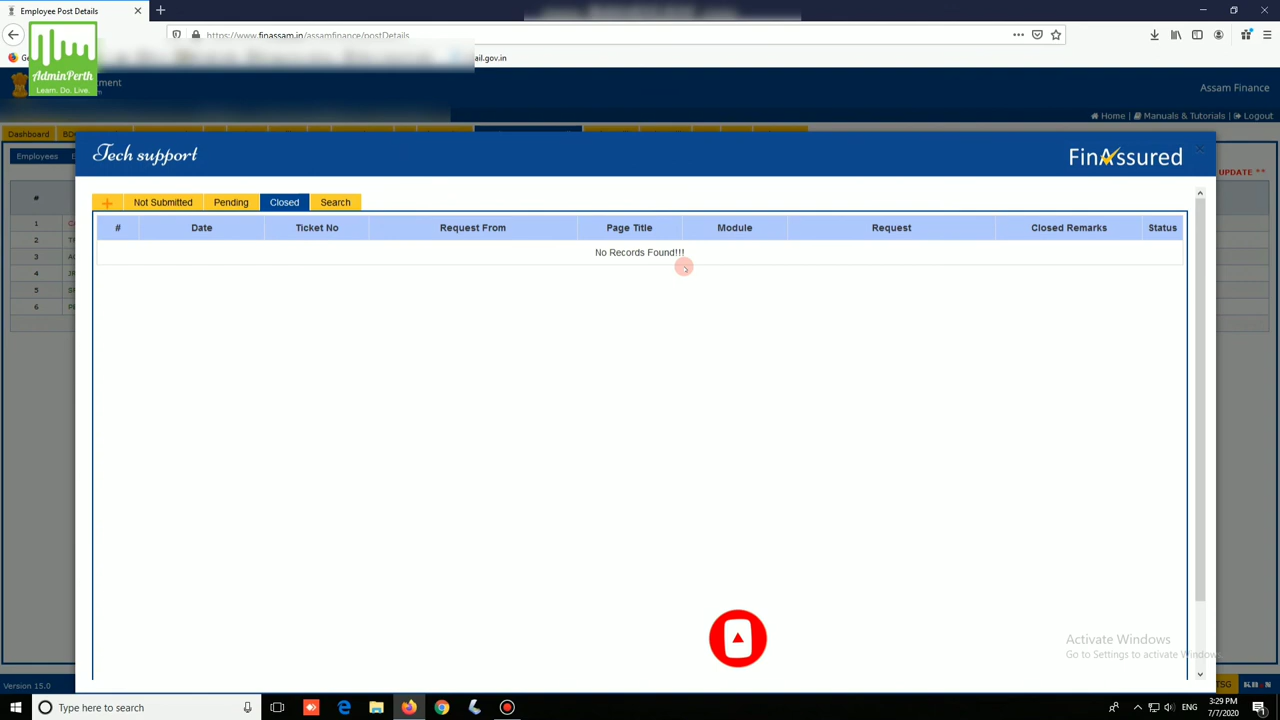 Employee Post Details
https://www.finassam.in/assamfinance/postDetails
Ge
ail.gov.in
AdminPerth
Learn. Do. Live.
ment
Assam Finance
Home | Manuals & Tutorials | Logout
Dashboard
Employees
UPDATE **
Tech support
FinAssured
+ Not Submitted Pending Closed Search
# Date Ticket No Request From Page Title Module Request Closed Remarks Status
No Records Found!!!
#
1
2
3
4
5
6
Activate Windows
Go to Settings to activate Windows.
Version 15.0
TSG
Type here to search
ENG
3:29 PM
7/7/2020
1